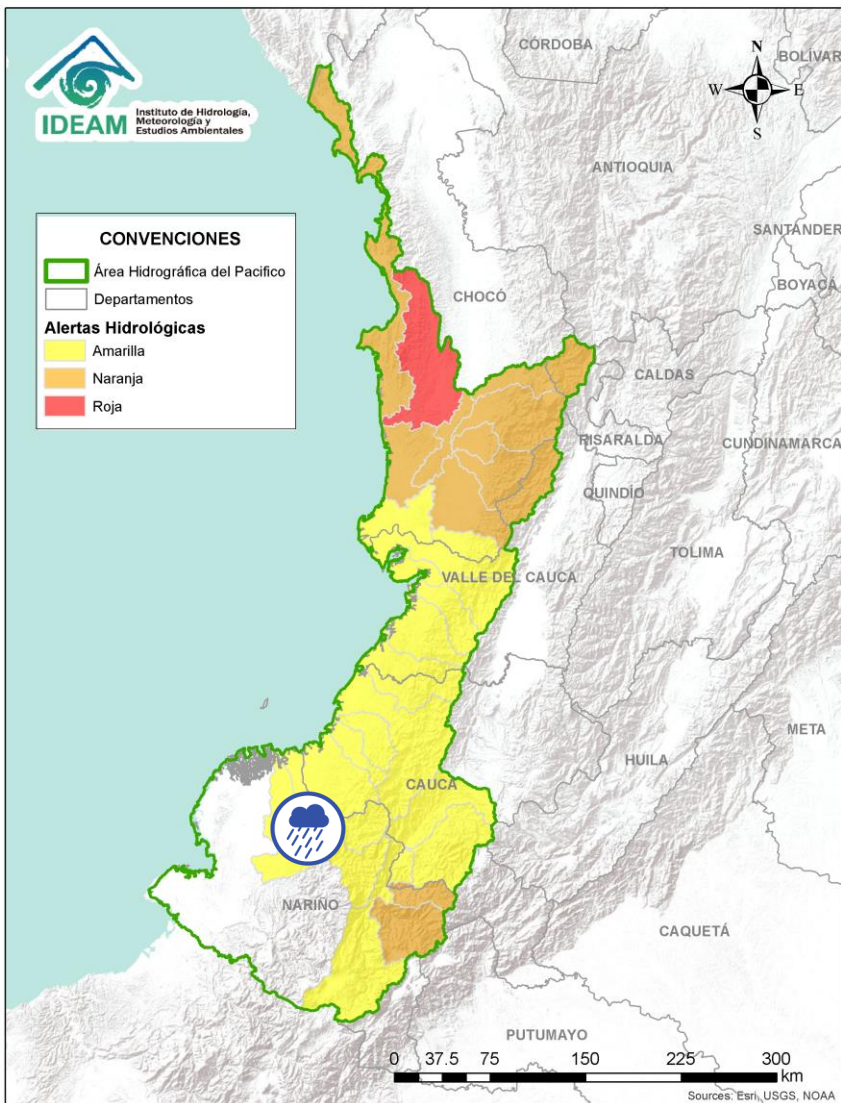 IDEAM
Instituto de Hidrología,
Meteorología y
Estudios Ambientales
CÓRDOBA
BOLÍVAR
N
W
E
S
ANTIOQUIA
SANTANDER
BOYACÁ
CONVENCIONES
Área Hidrográfica del Pacifico
Departamentos
Alertas Hidrológicas
Amarilla
Naranja
Roja
CHOCÓ
CALDAS
RISARALDA
CUNDINAMARCA
QUINDÍO
TOLIMA
VALLE DEL CAUCA
META
HUILA
CAUCA
NARIÑO
CAQUETÁ
PUTUMAYO
0 37.5 75 150 225 300
km
Sources: Esri, USGS, NOAA